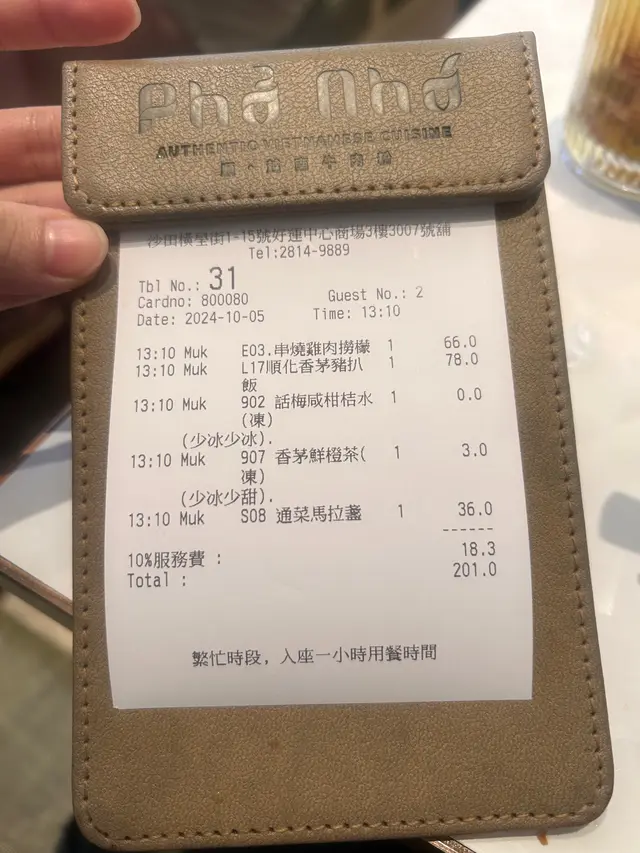 Phả Nhớ
AUTHENTIC VIETNAMESE CUISINE
沙田橫壆街1-15號好運中心商場3樓3007號舖
Tel:2814-9889
Tbl No.: 31
Cardno: 800080 Guest No.: 2
Date: 2024-10-05 Time: 13:10
13:10 Muk E03.串燒雞肉撈檬 1 66.0
13:10 Muk L17順化香茅豬扒 1 78.0
飯
13:10 Muk 902 話梅咸柑桔水 1 0.0
(凍)
(少冰少冰).
13:10 Muk 907 香茅鮮橙茶( 1 3.0
凍)
(少冰少甜).
13:10 Muk S08 通菜馬拉盞 1 36.0
------
10%服務費 : 18.3
Total : 201.0
繁忙時段, 入座一小時用餐時間